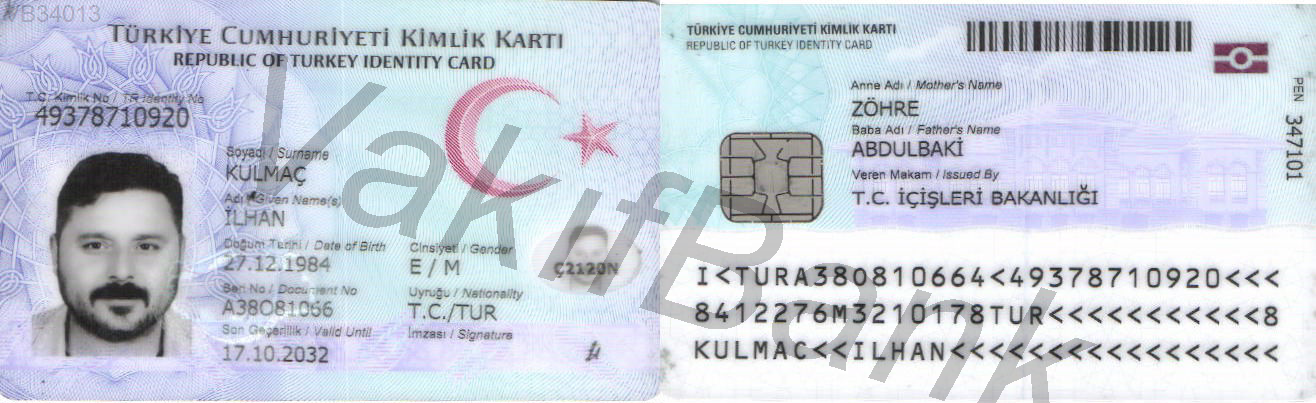 VB34013
TÜRKİYE CUMHURİYETİ KİMLİK KARTI
REPUBLIC OF TURKEY IDENTITY CARD
T.C. Kimlik No / TR Identity No
49378710920
Soyadı / Surname
KULMAÇ
Adı / Given Name(s)
İLHAN
Doğum Tarihi / Date of Birth
27.12.1984
Cinsiyeti / Gender
E / M
Seri No / Document No
A38O81066
Uyruğu / Nationality
T.C./TUR
Son Geçerlilik / Valid Until
17.10.2032
İmzası / Signature
Ç2120N
VakıfBank
TÜRKİYE CUMHURİYETİ KİMLİK KARTI
REPUBLIC OF TURKEY IDENTITY CARD
Anne Adı / Mother's Name
ZÖHRE
Baba Adı / Father's Name
ABDULBAKİ
Veren Makam / Issued By
T.C. İÇİŞLERİ BAKANLIĞI
PEN 347101
I<TURA380810664<49378710920<<<
8412276M3210178TUR<<<<<<<<<<<8
KULMAC<<ILHAN<<<<<<<<<<<<<<<<<